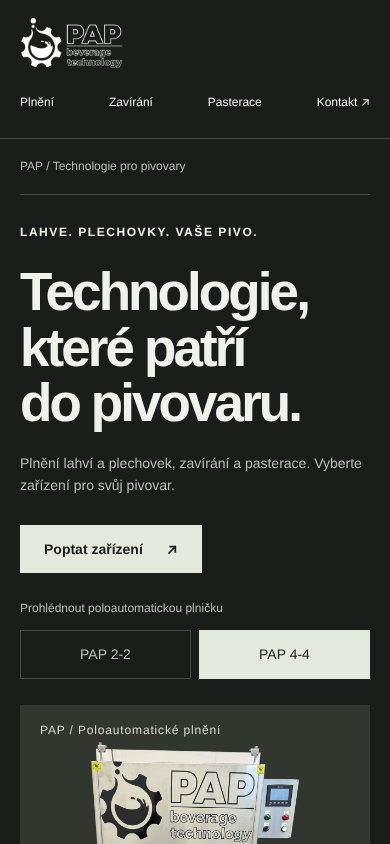 PAP
beverage
technology
Plnění
Zavírání
Pasterace
Kontakt ↗
PAP / Technologie pro pivovary
LAHVE. PLECHOVKY. VAŠE PIVO.
Technologie,
které patří
do pivovaru.
Plnění lahví a plechovek, zavírání a pasterace. Vyberte
zařízení pro svůj pivovar.
Poptat zařízení ↗
Prohlédnout poloautomatickou plničku
PAP 2-2
PAP 4-4
PAP / Poloautomatické plnění
PAP
beverage
technology